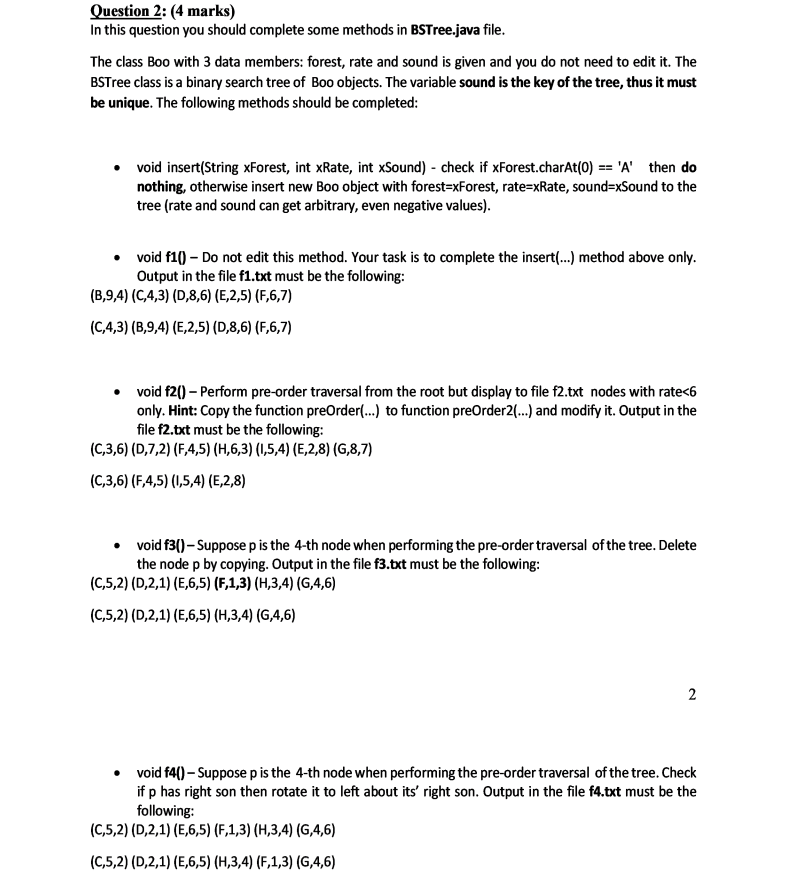 Question 2: (4 marks)
In this question you should complete some methods in BSTree.java file.
The class Boo with 3 data members: forest, rate and sound is given and you do not need to edit it. The
BSTree class is a binary search tree of Boo objects. The variable sound is the key of the tree, thus it must
be unique. The following methods should be completed:
• void insert(String xForest, int xRate, int xSound) - check if xForest.charAt(0) == 'A' then do
nothing, otherwise insert new Boo object with forest=xForest, rate=xRate, sound=xSound to the
tree (rate and sound can get arbitrary, even negative values).
• void f1() – Do not edit this method. Your task is to complete the insert(...) method above only.
Output in the file f1.txt must be the following:
(B,9,4) (C,4,3) (D,8,6) (E,2,5) (F,6,7)
(C,4,3) (B,9,4) (E,2,5) (D,8,6) (F,6,7)
• void f2() – Perform pre-order traversal from the root but display to file f2.txt nodes with rate<6
only. Hint: Copy the function preOrder(...) to function preOrder2(...) and modify it. Output in the
file f2.txt must be the following:
(C,3,6) (D,7,2) (F,4,5) (H,6,3) (I,5,4) (E,2,8) (G,8,7)
(C,3,6) (F,4,5) (I,5,4) (E,2,8)
• void f3() – Suppose p is the 4-th node when performing the pre-order traversal of the tree. Delete
the node p by copying. Output in the file f3.txt must be the following:
(C,5,2) (D,2,1) (E,6,5) (F,1,3) (H,3,4) (G,4,6)
(C,5,2) (D,2,1) (E,6,5) (H,3,4) (G,4,6)
2
• void f4() – Suppose p is the 4-th node when performing the pre-order traversal of the tree. Check
if p has right son then rotate it to left about its' right son. Output in the file f4.txt must be the
following:
(C,5,2) (D,2,1) (E,6,5) (F,1,3) (H,3,4) (G,4,6)
(C,5,2) (D,2,1) (E,6,5) (H,3,4) (F,1,3) (G,4,6)